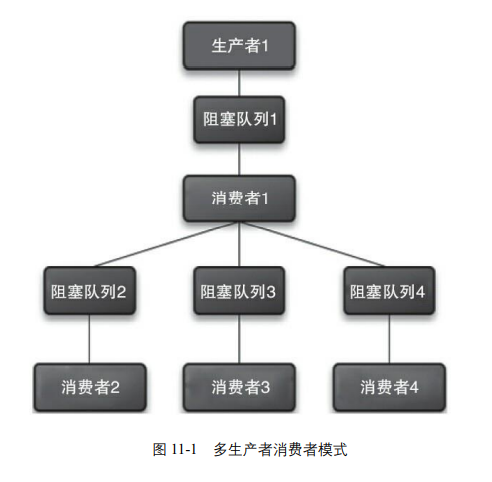 生产者1
阻塞队列1
消费者1
阻塞队列2 阻塞队列3 阻塞队列4
消费者2 消费者3 消费者4
图 11-1 多生产者消费者模式